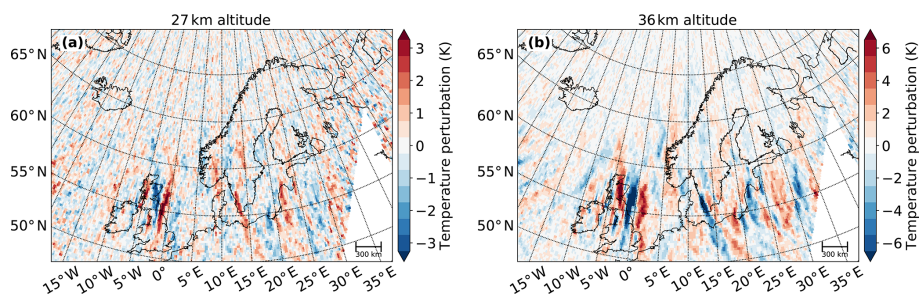 27 km altitude
(a)
65°N
60°N
55°N
50°N
15°W
10°W
5°W
0°
5°E
10°E
15°E
20°E
25°E
30°E
35°E
300 km
3
2
1
0
−1
−2
−3
Temperature perturbation (K)
36 km altitude
(b)
65°N
60°N
55°N
50°N
15°W
10°W
5°W
0°
5°E
10°E
15°E
20°E
25°E
30°E
35°E
300 km
6
4
2
0
−2
−4
−6
Temperature perturbation (K)